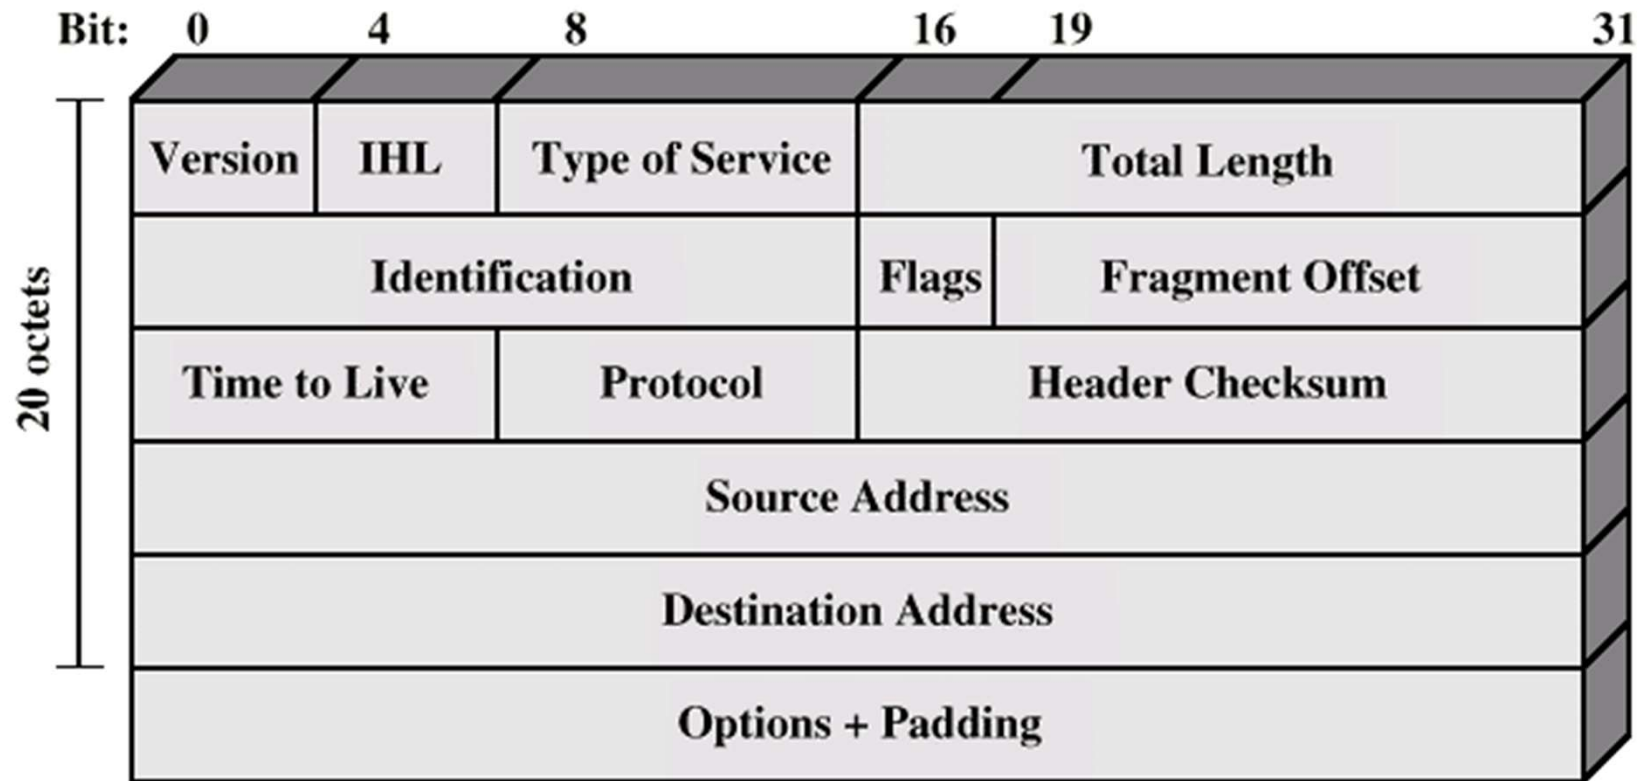 Bit: 0 4 8 16 19 31
Version IHL Type of Service Total Length
Identification Flags Fragment Offset
20 octets
Time to Live Protocol Header Checksum
Source Address
Destination Address
Options + Padding